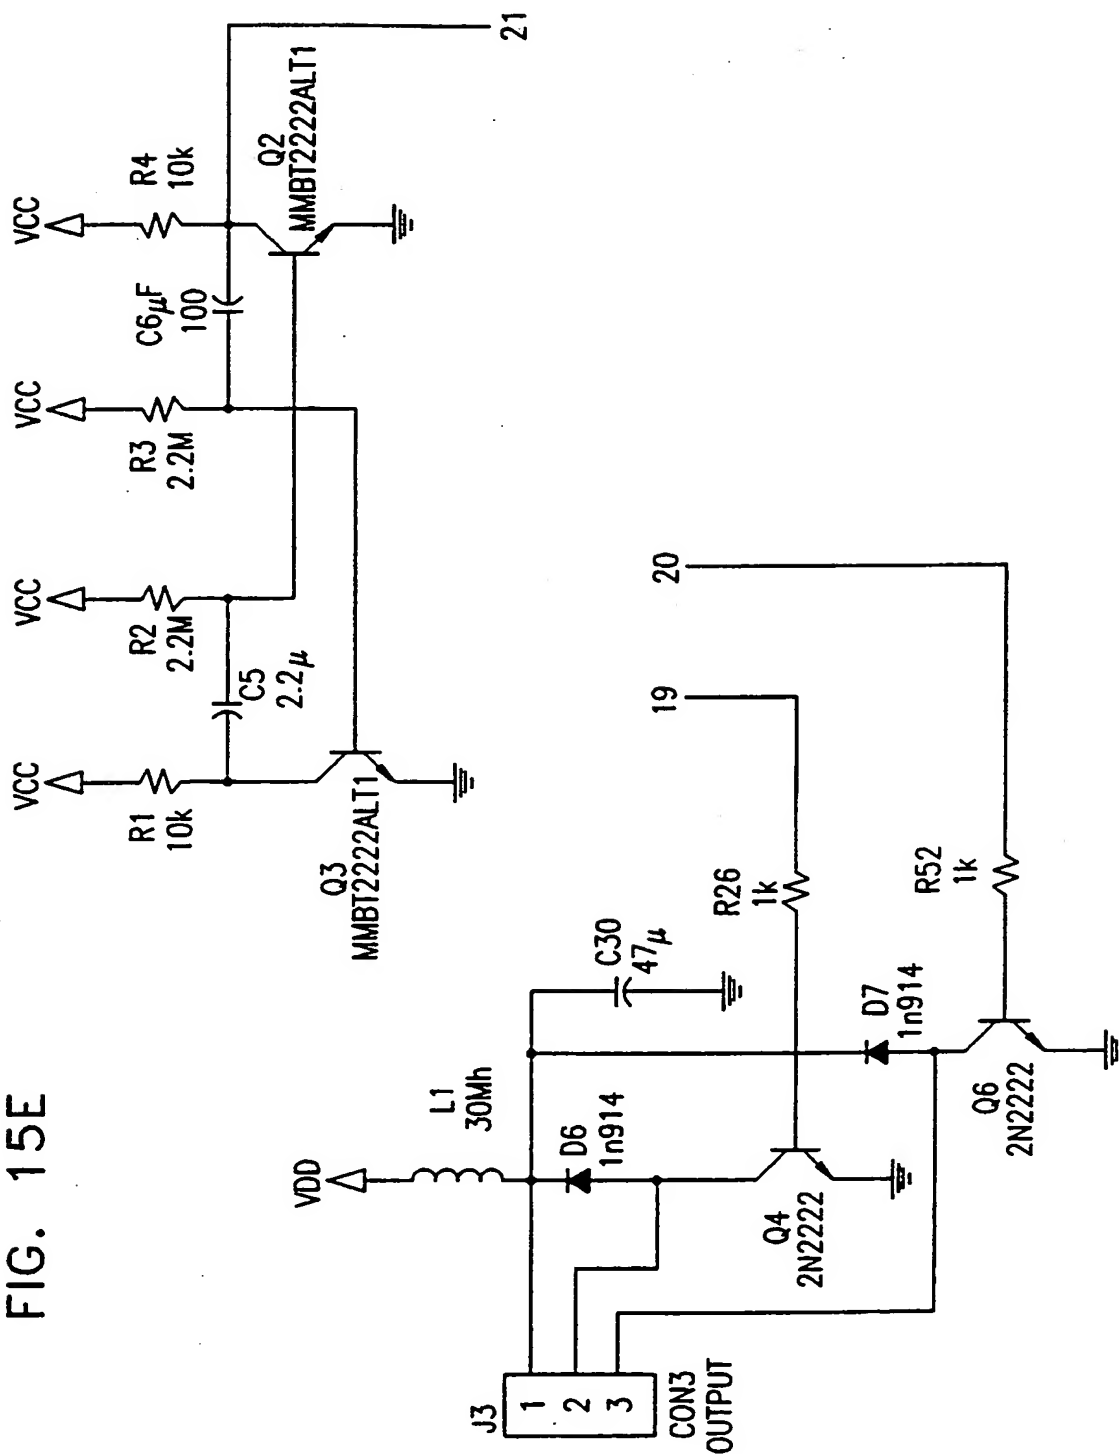 FIG. 15E
VCC
R1
10k
VCC
R2
2.2M
VCC
R3
2.2M
VCC
R4
10k
C5
2.2μ
C6μF
100
Q3
MMBT2222ALT1
Q2
MMBT2222ALT1
21
VDD
L1
30Mh
C30
47μ
D6
1n914
R26
1k
19
Q4
2N2222
D7
1n914
R52
1k
20
Q6
2N2222
J3
1
2
3
CON3
OUTPUT